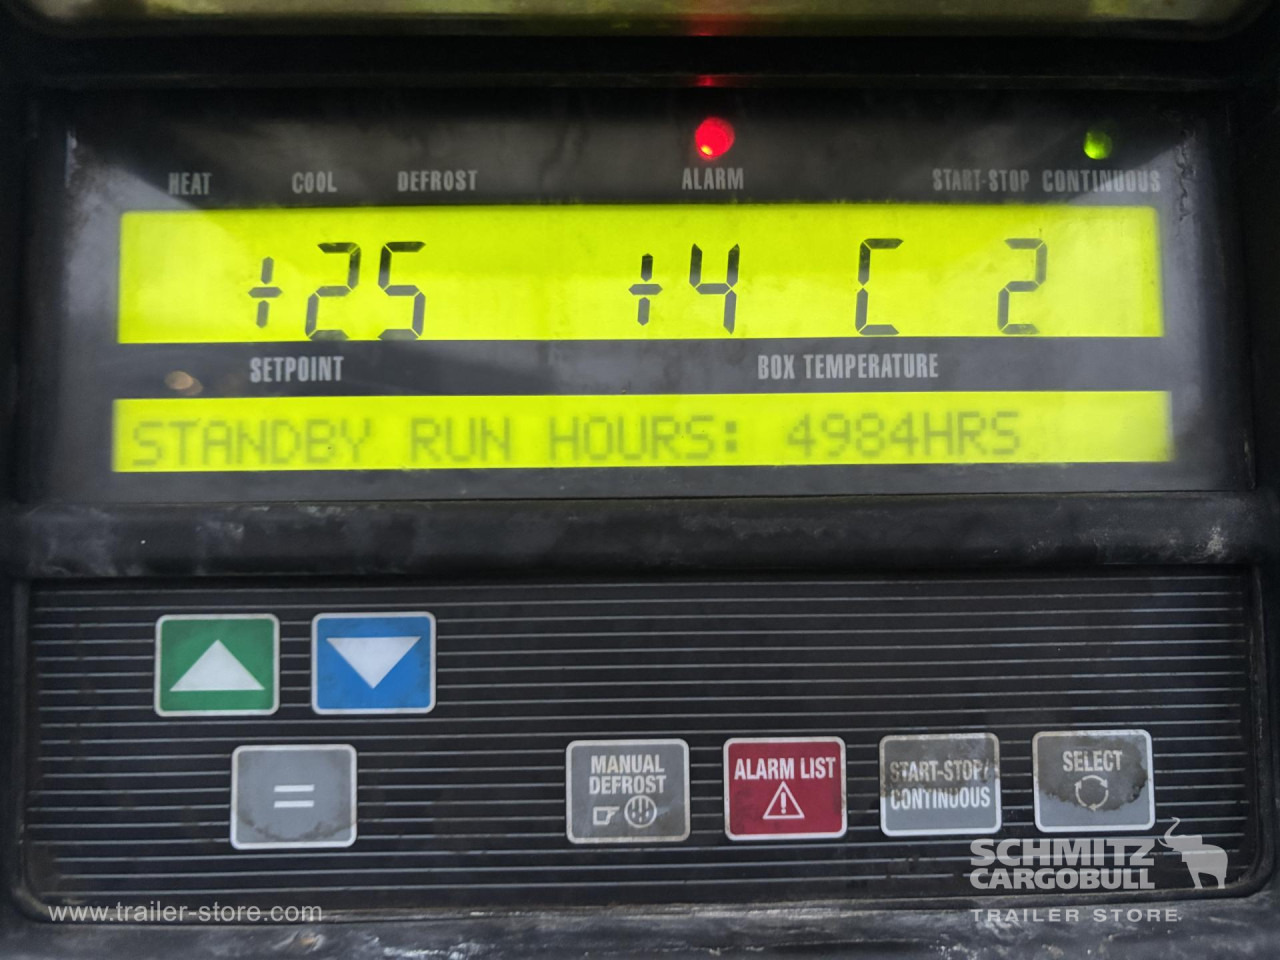 HEAT COOL DEFROST ALARM START-STOP CONTINUOUS
+25 +4 C 2
SETPOINT BOX TEMPERATURE
STANDBY RUN HOURS: 4984HRS
=
MANUAL DEFROST
ALARM LIST
START-STOP/
CONTINUOUS
SELECT
SCHMITZ
CARGOBULL
TRAILER STORE
www.trailer-store.com